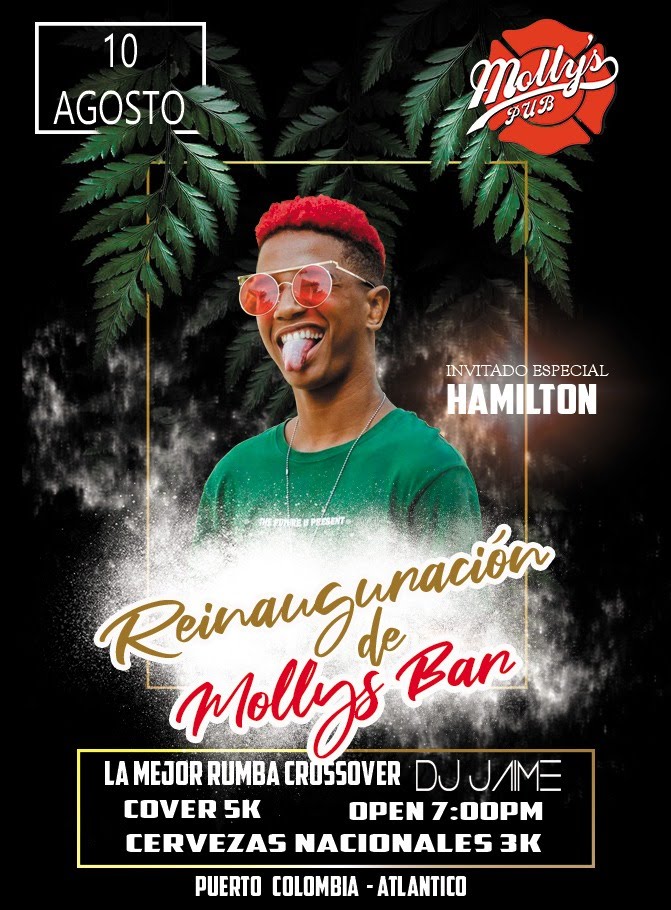 10
AGOSTO
Molly's
PUB
INVITADO ESPECIAL
HAMILTON
THE FUTURE IS PRESENT
Reinauguración
de
Mollys Bar
LA MEJOR RUMBA CROSSOVER DJ JAIME
COVER 5K OPEN 7:00PM
CERVEZAS NACIONALES 3K
PUERTO COLOMBIA - ATLANTICO